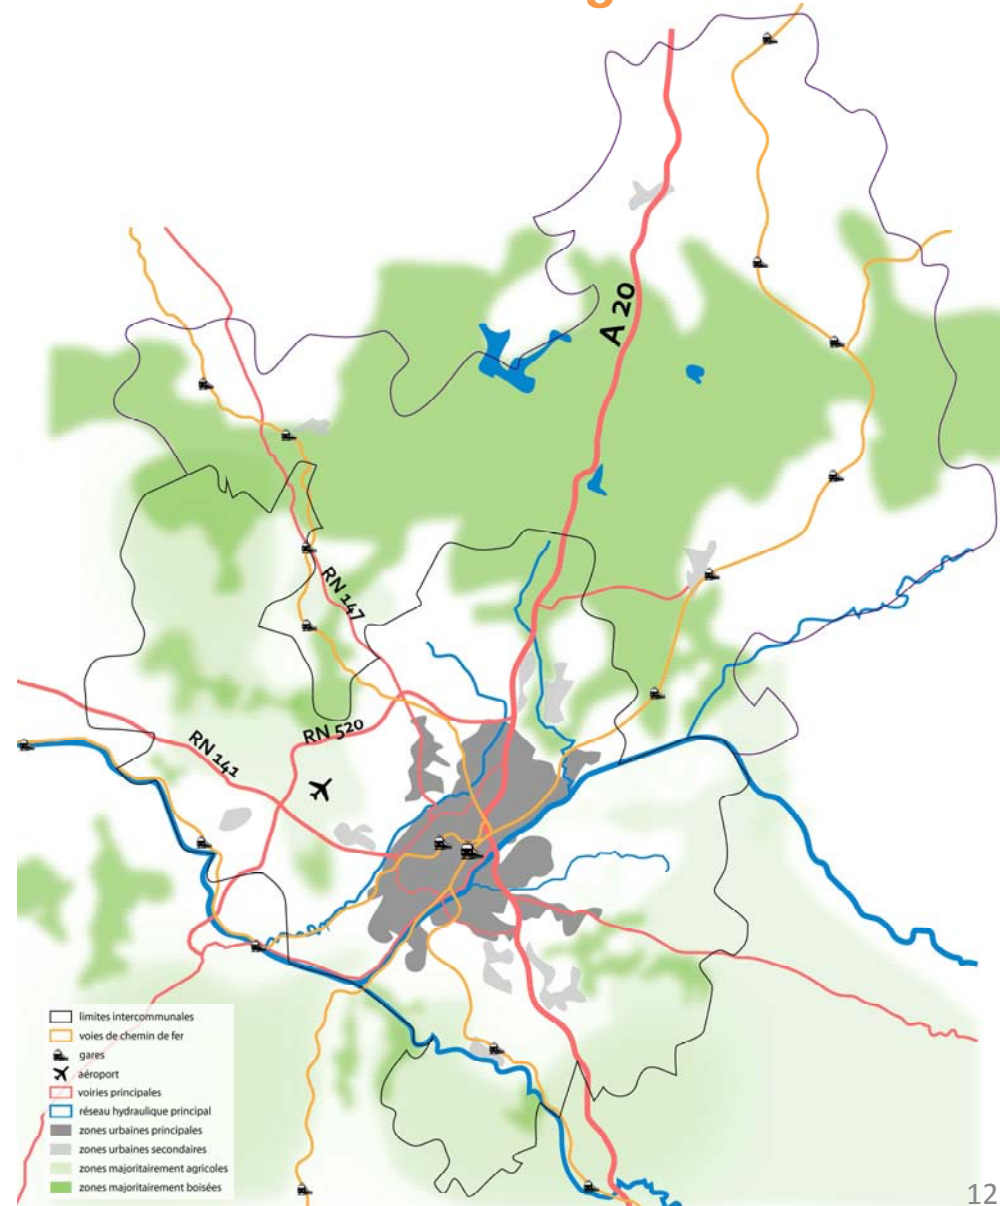 A 20
RN 147
RN 520
RN 141
limites intercommunales
voies de chemin de fer
gares
aéroport
voiries principales
réseau hydraulique principal
zones urbaines principales
zones urbaines secondaires
zones majoritairement agricoles
zones majoritairement boisées
12